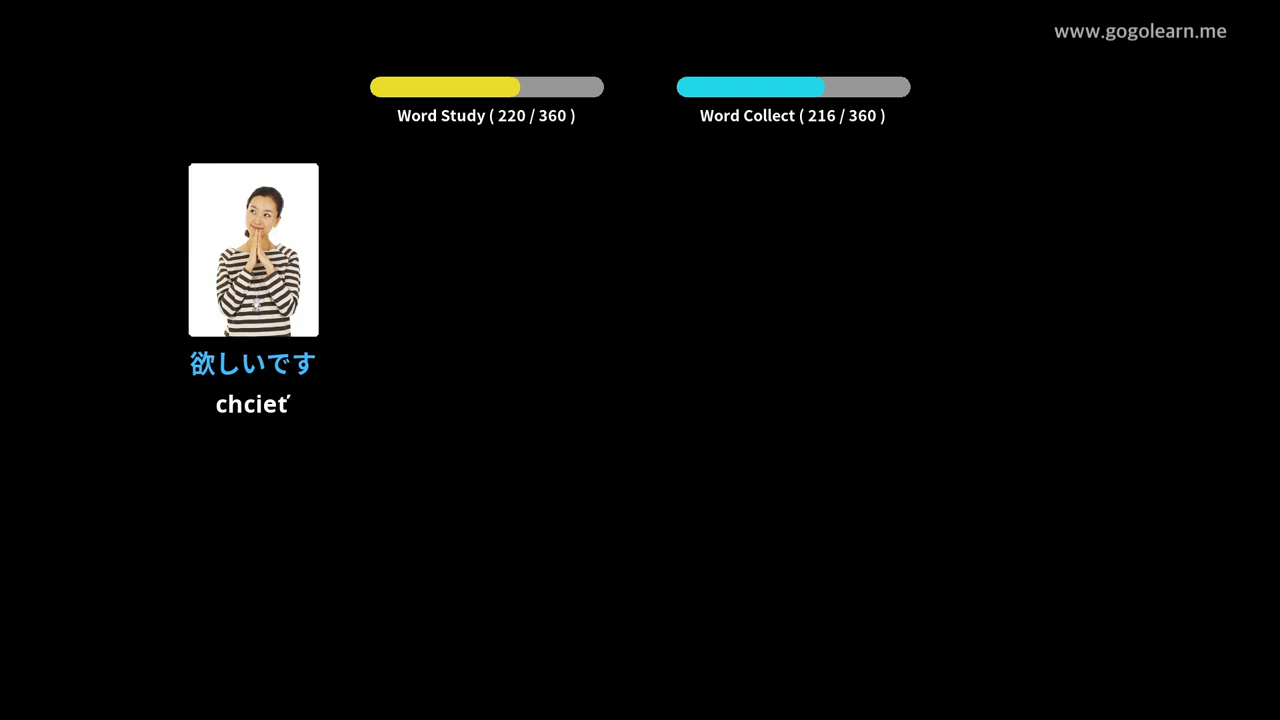 www.gogolearn.me
Word Study ( 220 / 360 )
Word Collect ( 216 / 360 )
欲しいです
chcieť